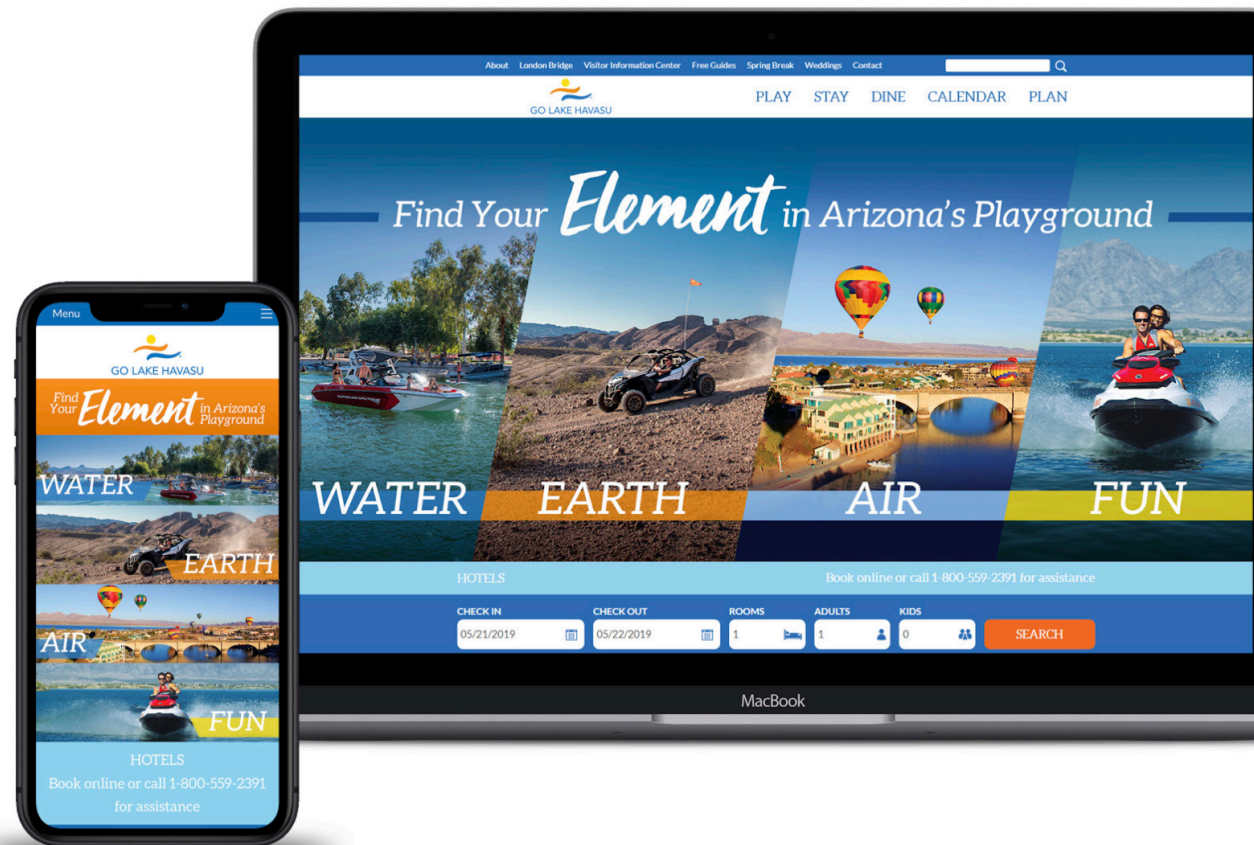 About London Bridge Visitor Information Center Free Guides Spring Break Weddings Contact
GO LAKE HAVASU
PLAY STAY DINE CALENDAR PLAN
Find Your Element in Arizona's Playground
WATER EARTH AIR FUN
HOTELS Book online or call 1-800-559-2391 for assistance
CHECK IN CHECK OUT ROOMS ADULTS KIDS
05/21/2019 05/22/2019 1 1 0 SEARCH
MacBook
Menu
GO LAKE HAVASU
Find Your Element in Arizona's Playground
WATER
EARTH
AIR
FUN
HOTELS
Book online or call 1-800-559-2391
for assistance